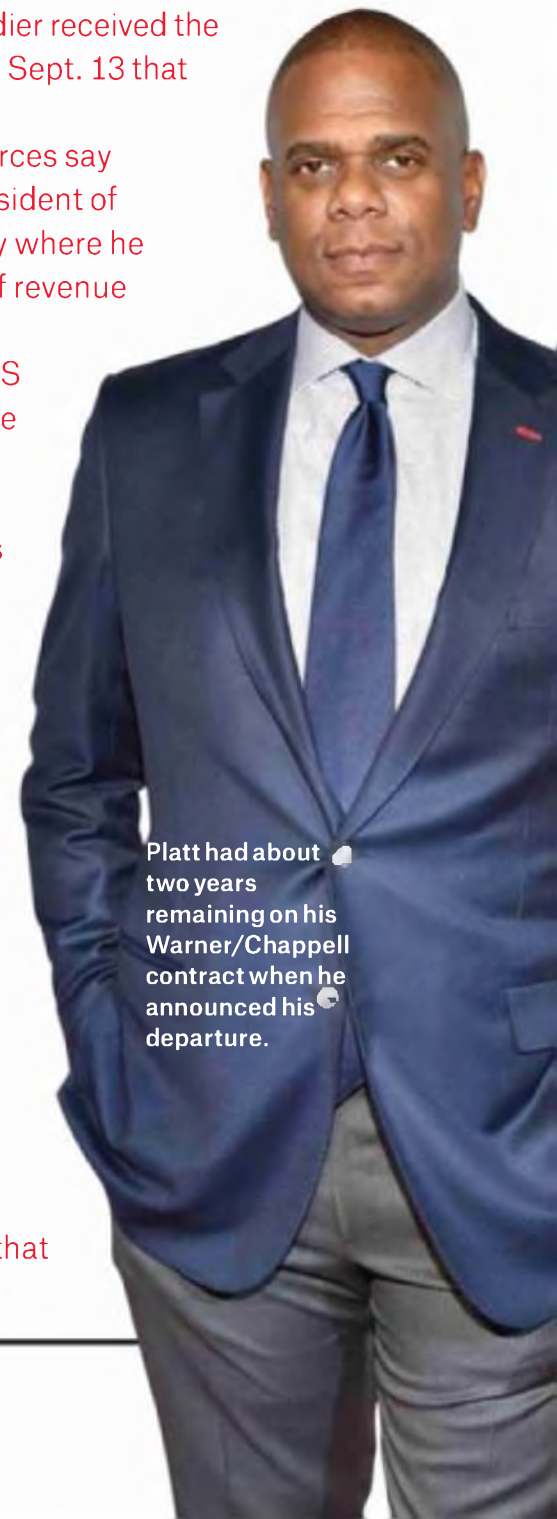 dier received the
Sept. 13 that
rces say
sident of
y where he
f revenue
S
e
s
Platt had about
two years
remaining on his
Warner/Chappell
contract when he
announced his
departure.
that